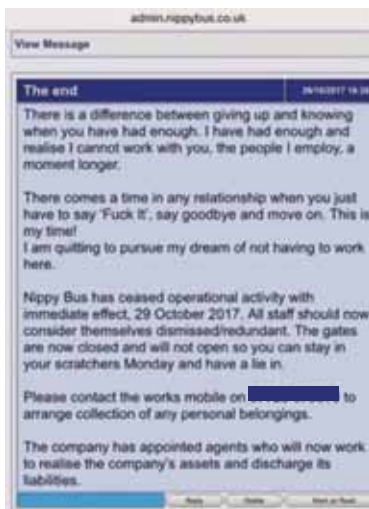 admin.nippybus.co.uk
View Message
The end
There is a difference between giving up and knowing
when you have had enough. I have had enough and
realise I cannot work with you, the people I employ, a
moment longer.
There comes a time in any relationship when you just
have to say 'Fuck It', say goodbye and move on. This is
my time!
I am quitting to pursue my dream of not having to work
here.
Nippy Bus has ceased operational activity with
immediate effect, 29 October 2017. All staff should now
consider themselves dismissed/redundant. The gates
are now closed and will not open so you can stay in
your scratchers Monday and have a lie in.
Please contact the works mobile on to
arrange collection of any personal belongings.
The company has appointed agents who will now work
to realise the company's assets and discharge its
liabilities.
Reply Delete Mark as Read